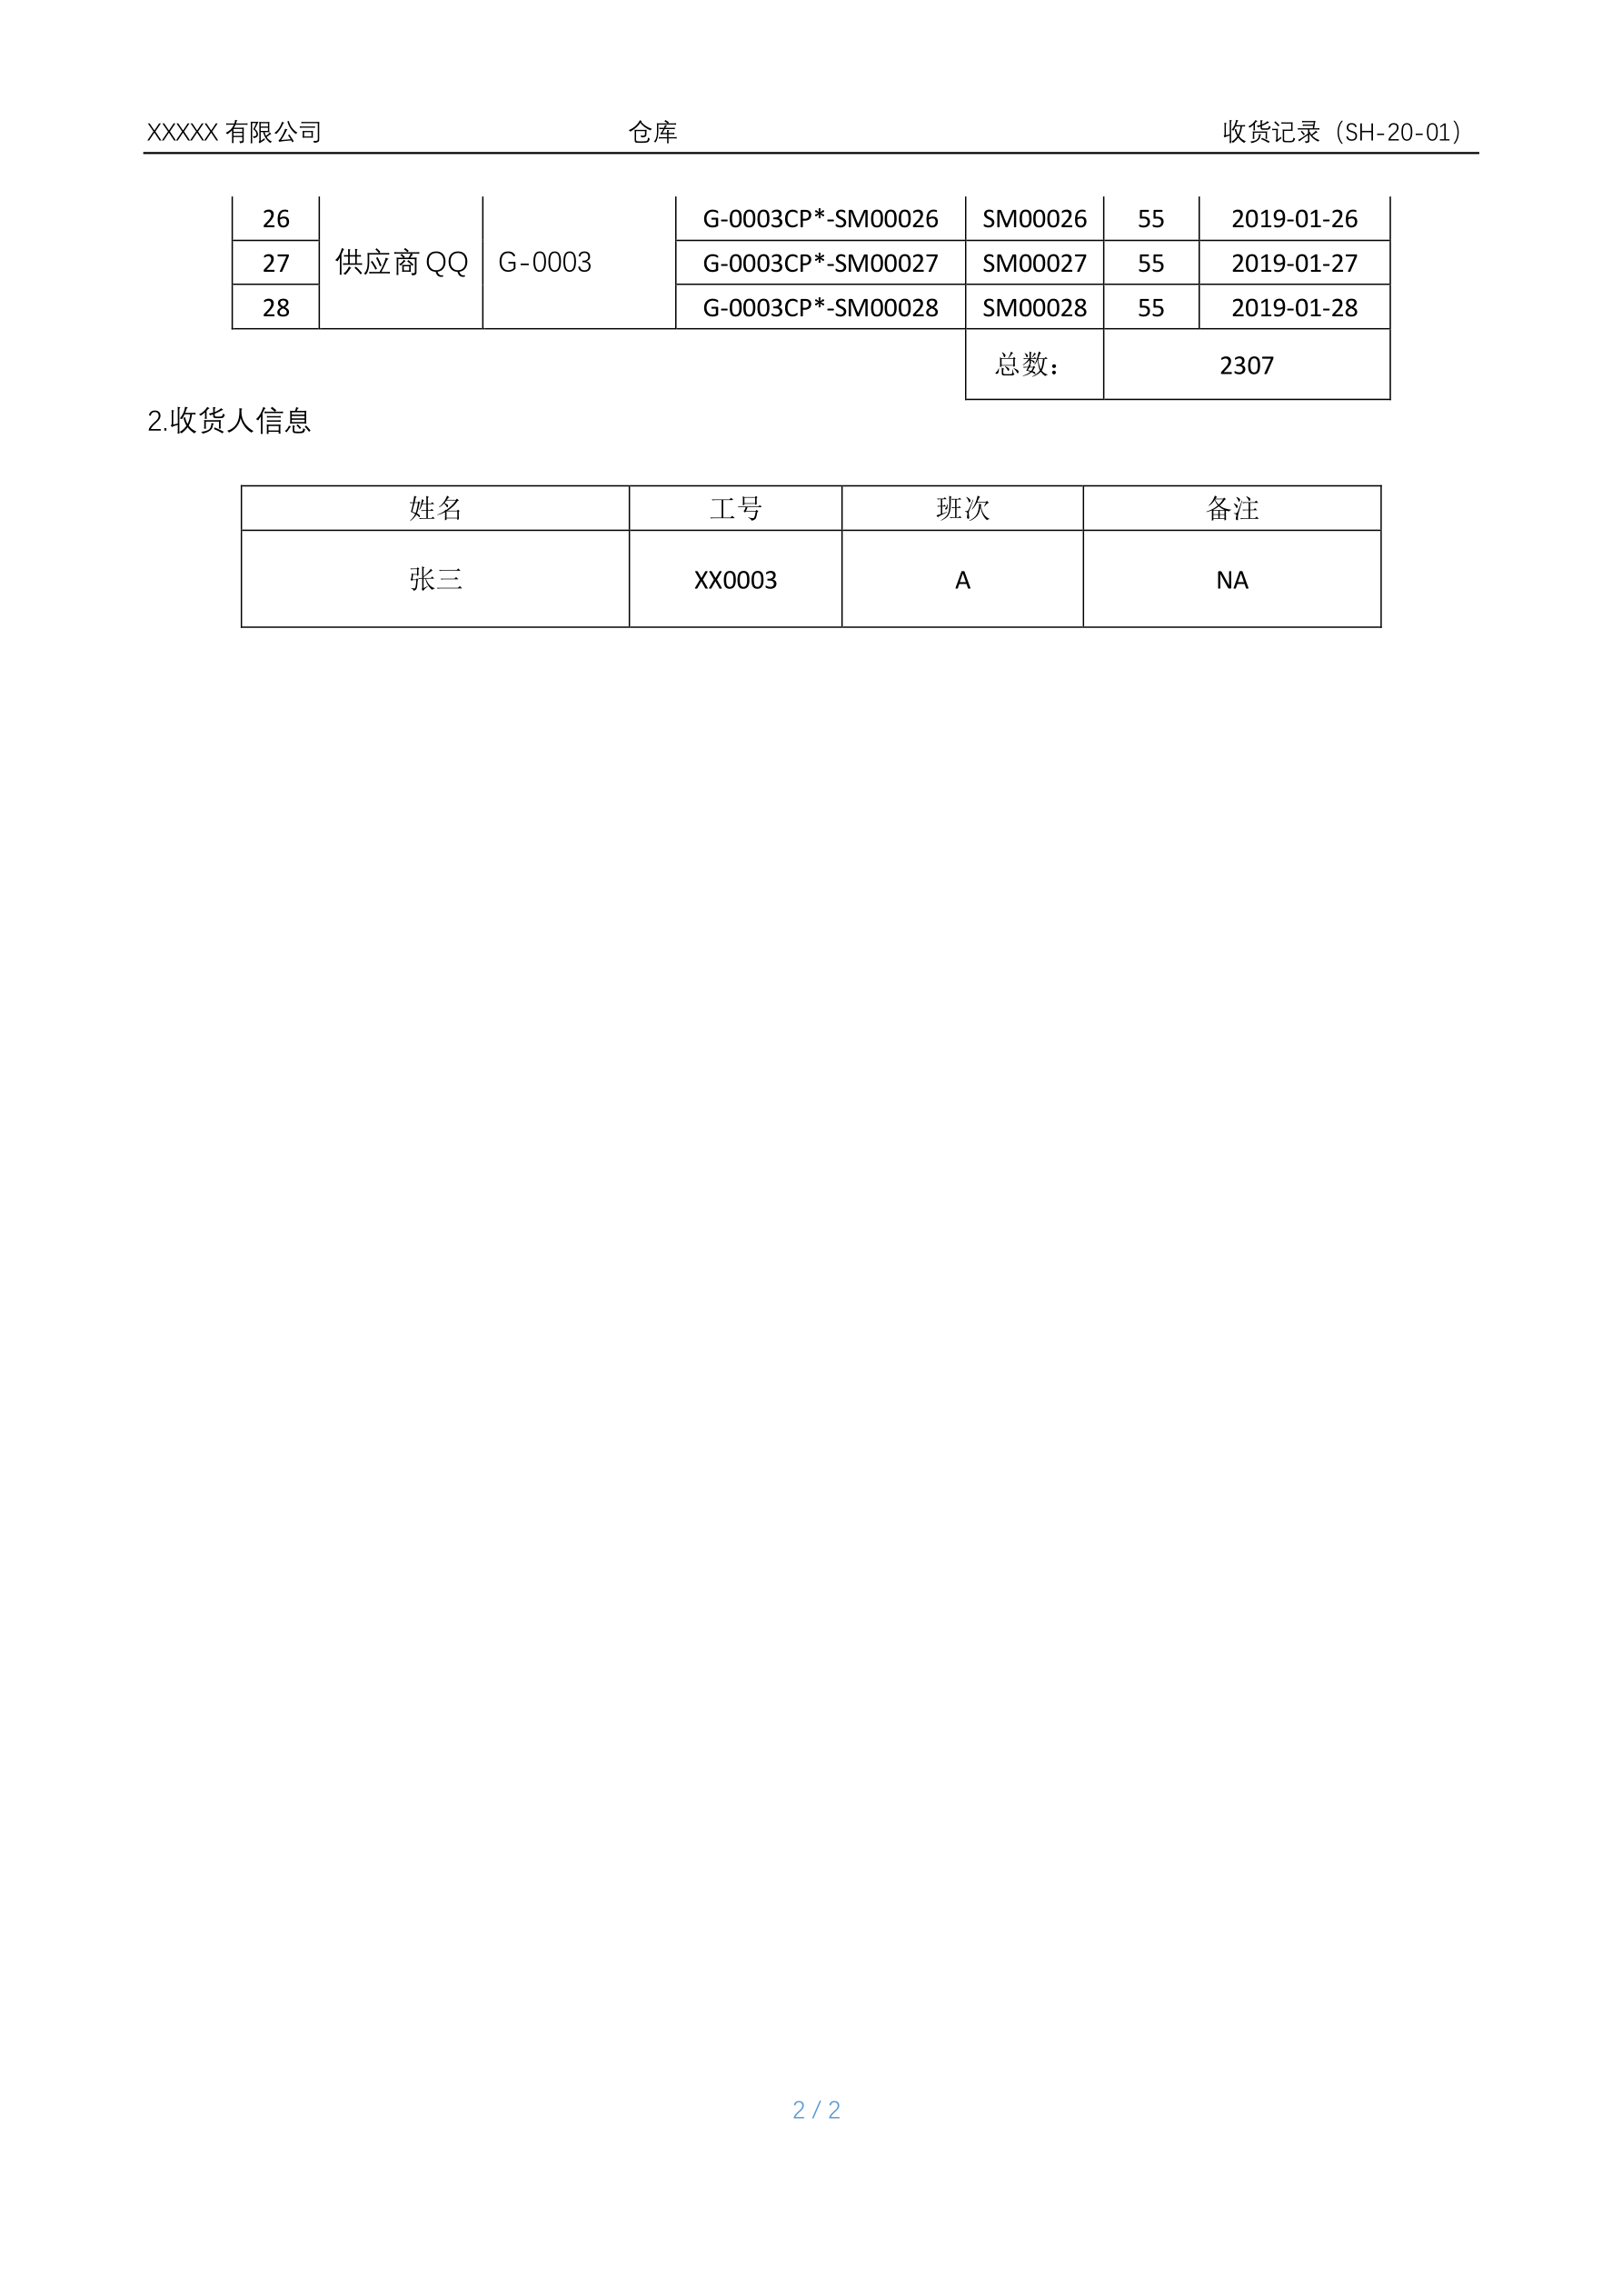 XXXXX 有限公司 仓库 收货记录（SH-20-01）
26 G-0003CP*-SM00026 SM00026 55 2019-01-26
27 供应商 QQ G-0003 G-0003CP*-SM00027 SM00027 55 2019-01-27
28 G-0003CP*-SM00028 SM00028 55 2019-01-28
总数： 2307
2.收货人信息
姓名 工号 班次 备注
张三 XX0003 A NA
2 / 2